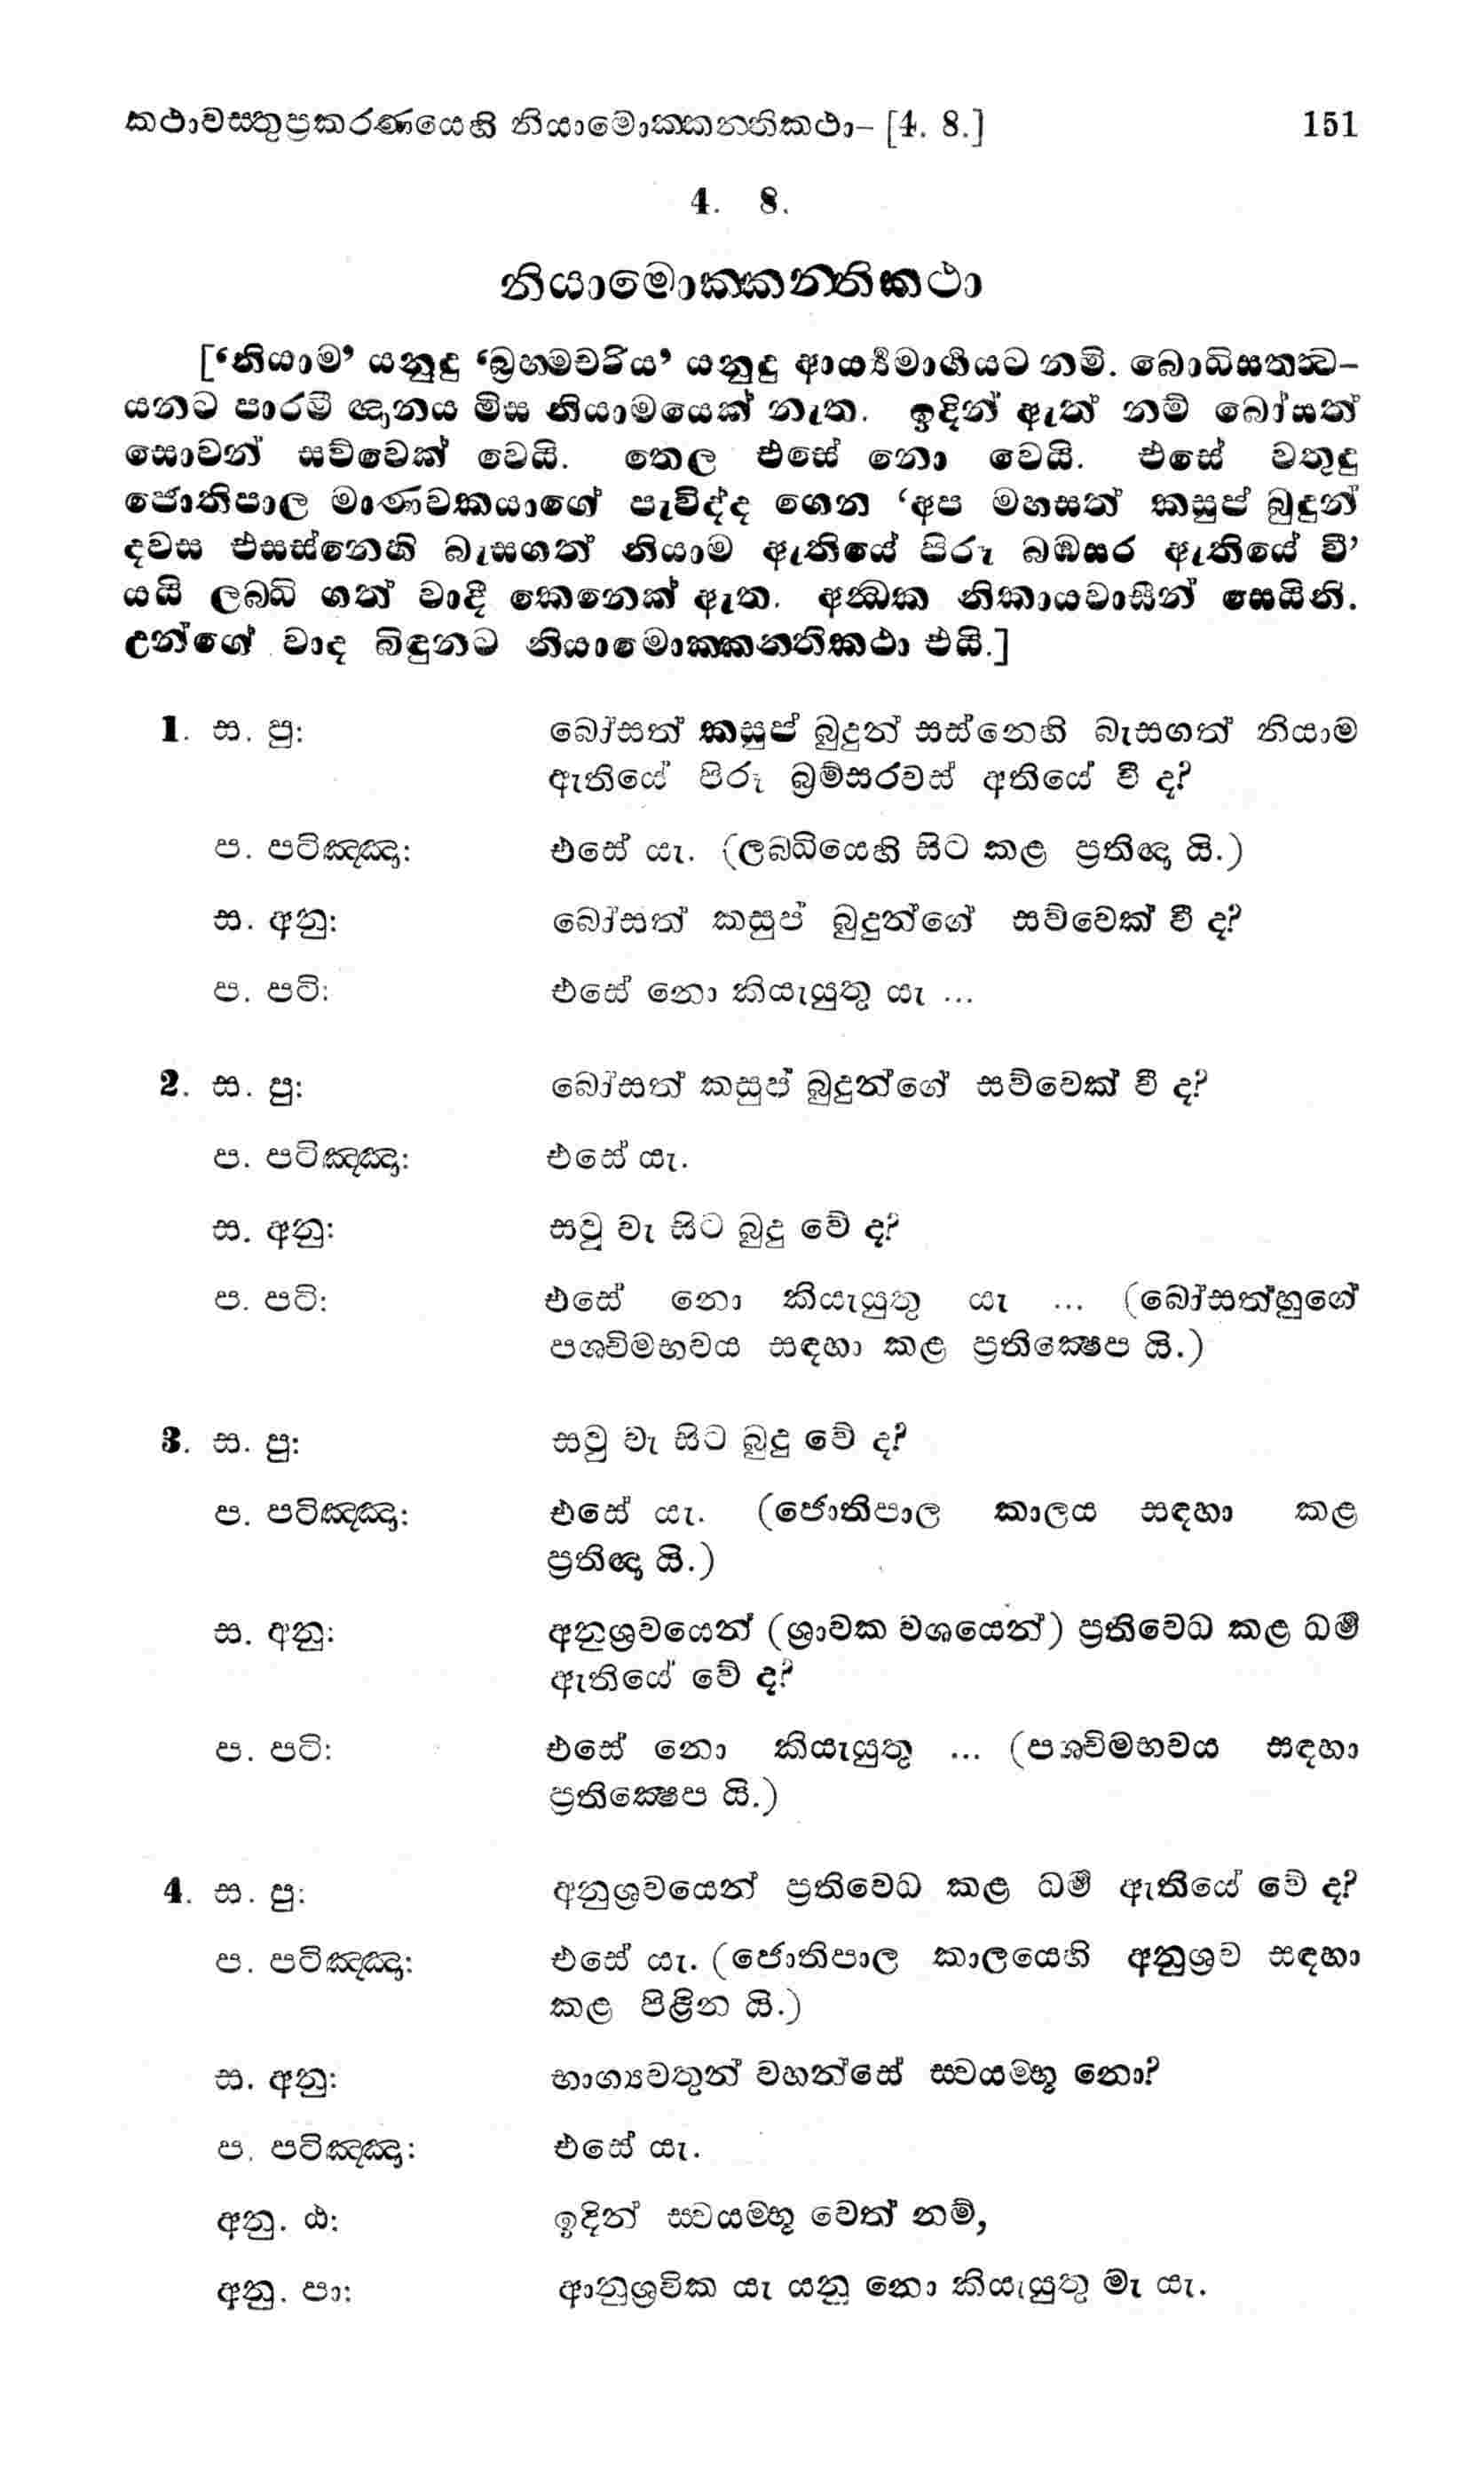 කථාවස්තුප්‍රකරණයෙහි නියාමොක්කන්තිකථා– [4. 8.] 151
4. 8.
නියාමොක්කන්තිකථා
[‘නියාම’ යනුදු ‘බ්‍රහ්මචරිය’ යනුදු ආර්‍ය්‍යමාර්‍ගයට නම්. බොධිසත්ත්‍ව–
යනට පාරමී ඥානය මිස නියාමයෙක් නැත. ඉදින් ඇත් නම් බෝසත්
සොවන් සව්වෙක් වෙයි. තෙල එසේ නො වෙයි. එසේ වතුදු
ජොතිපාල මාණවකයාගේ පැවිද්ද ගෙන ‘අප මහසත් කසුප් බුදුන්
දවස එසස්නෙහි බැසගත් නියාම ඇතියේ පිරූ බඹසර ඇතියේ වී’
යයි ලබ්ධි ගත් වාදී කෙනෙක් ඇත. අන්ධක නිකායවාසීන් සෙයිනි.
උන්ගේ වාද බිඳුනට නියාමොක්කන්තිකථා එයි.]
1. ස. පු: බෝසත් කසුප් බුදුන් සස්නෙහි බැසගත් නියාම
ඇතියේ පිරූ බ්‍රම්සරවස් අතියේ වී ද?
ප. පටිඤ්ඤා: එසේ යැ. (ලබ්ධියෙහි සිට කළ ප්‍රතිඥා යි.)
ස. අනු: බෝසත් කසුප් බුදුන්ගේ සව්වෙක් වී ද?
ප. පටි: එසේ නො කියැයුතු යැ ...
2. ස. පු: බෝසත් කසුප් බුදුන්ගේ සව්වෙක් වී ද?
ප. පටිඤ්ඤා: එසේ යැ.
ස. අනු: සවු වැ සිට බුදු වේ ද?
ප. පටි: එසේ නො කියැයුතු යැ ... (බෝසත්හුගේ
පශ්චිමභවය සඳහා කළ ප්‍රතික්‍ෂෙප යි.)
3. ස. පු: සවු වැ සිට බුදු වේ ද?
ප. පටිඤ්ඤා: එසේ යැ. (ජොතිපාල කාලය සඳහා කළ
ප්‍රතිඥා යි.)
ස. අනු: අනුශ්‍රවයෙන් (ශ්‍රාවක වශයෙන්) ප්‍රතිවෙධ කළ ධර්‍ම
ඇතියේ වේ ද?
ප. පටි: එසේ නො කියැයුතු ... (පශ්චිමභවය සඳහා
ප්‍රතික්‍ෂෙප යි.)
4. ස. පු: අනුශ්‍රවයෙන් ප්‍රතිවෙධ කළ ධර්‍ම ඇතියේ වේ ද?
ප. පටිඤ්ඤා: එසේ යැ. (ජොතිපාල කාලයෙහි අනුශ්‍රව සඳහා
කළ පිළින යි.)
ස. අනු: භාග්‍යවතුන් වහන්සේ ස්වයම්භූ නො?
ප. පටිඤ්ඤා: එසේ යැ.
අනු. ඨ: ඉදින් ස්වයම්භූ වෙත් නම්,
අනු. පා: ආනුශ්‍රවික යැ යනු නො කියැයුතු මැ යැ.